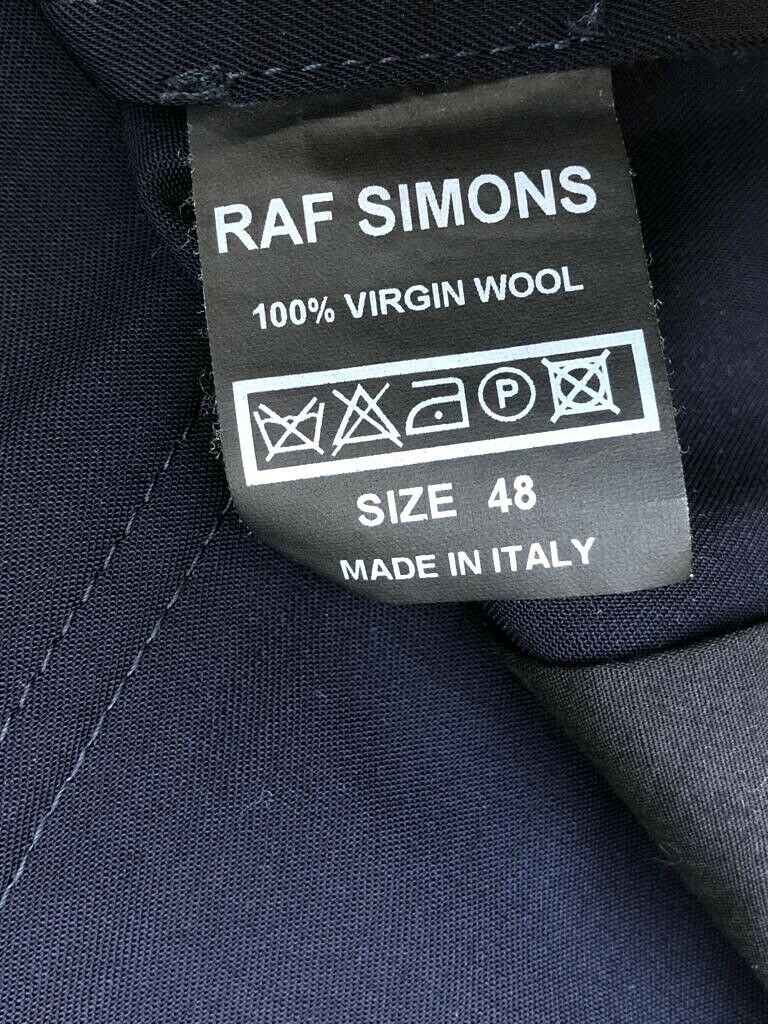 RAF SIMONS
100% VIRGIN WOOL
P
SIZE 48
MADE IN ITALY